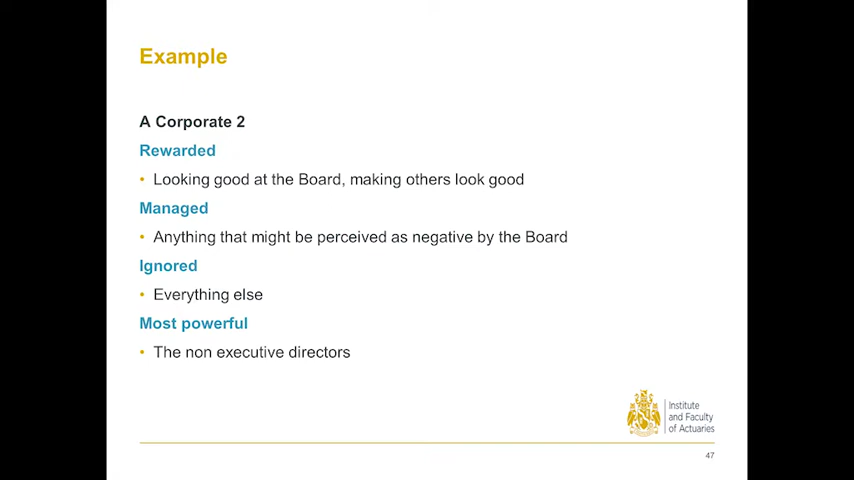 Example
A Corporate 2
Rewarded
• Looking good at the Board, making others look good
Managed
• Anything that might be perceived as negative by the Board
Ignored
• Everything else
Most powerful
• The non executive directors
Institute
and Faculty
of Actuaries
47